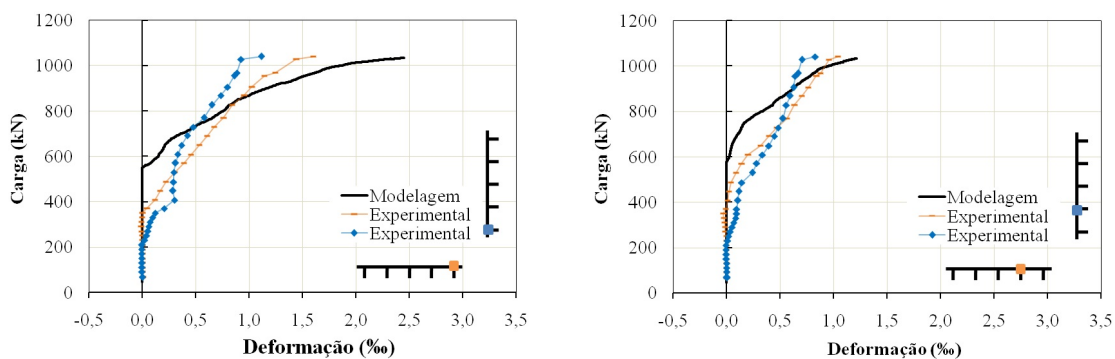 1200
1000
800
600
400
200
0
Carga (kN)
Modelagem
Experimental
Experimental
-0,5 0,0 0,5 1,0 1,5 2,0 2,5 3,0 3,5
Deformação (‰)
1200
1000
800
600
400
200
0
Carga (kN)
Modelagem
Experimental
Experimental
-0,5 0,0 0,5 1,0 1,5 2,0 2,5 3,0 3,5
Deformação (‰)